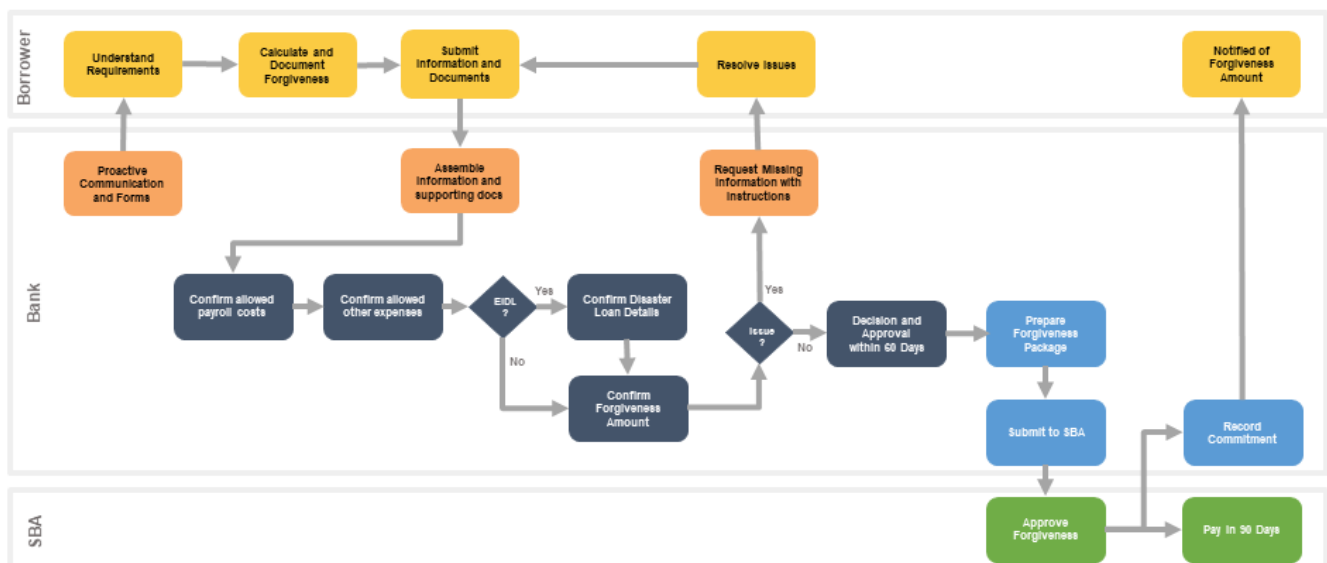 Borrower
Understand
Requirements
Calculate and
Document
Forgiveness
Submit
Information and
Documents
Resolve Issues
Notified of
Forgiveness
Amount
Bank
Proactive
Communication
and Forms
Assemble
Information and
supporting docs
Request Missing
Information with
Instructions
Confirm allowed
payroll costs
Confirm allowed
other expenses
EIDL
?
Yes
No
Confirm Disaster
Loan Details
Confirm
Forgiveness
Amount
Issue
?
Yes
No
Decision and
Approval
within 60 Days
Prepare
Forgiveness
Package
Submit to SBA
Record
Commitment
SBA
Approve
Forgiveness
Pay in 90 Days